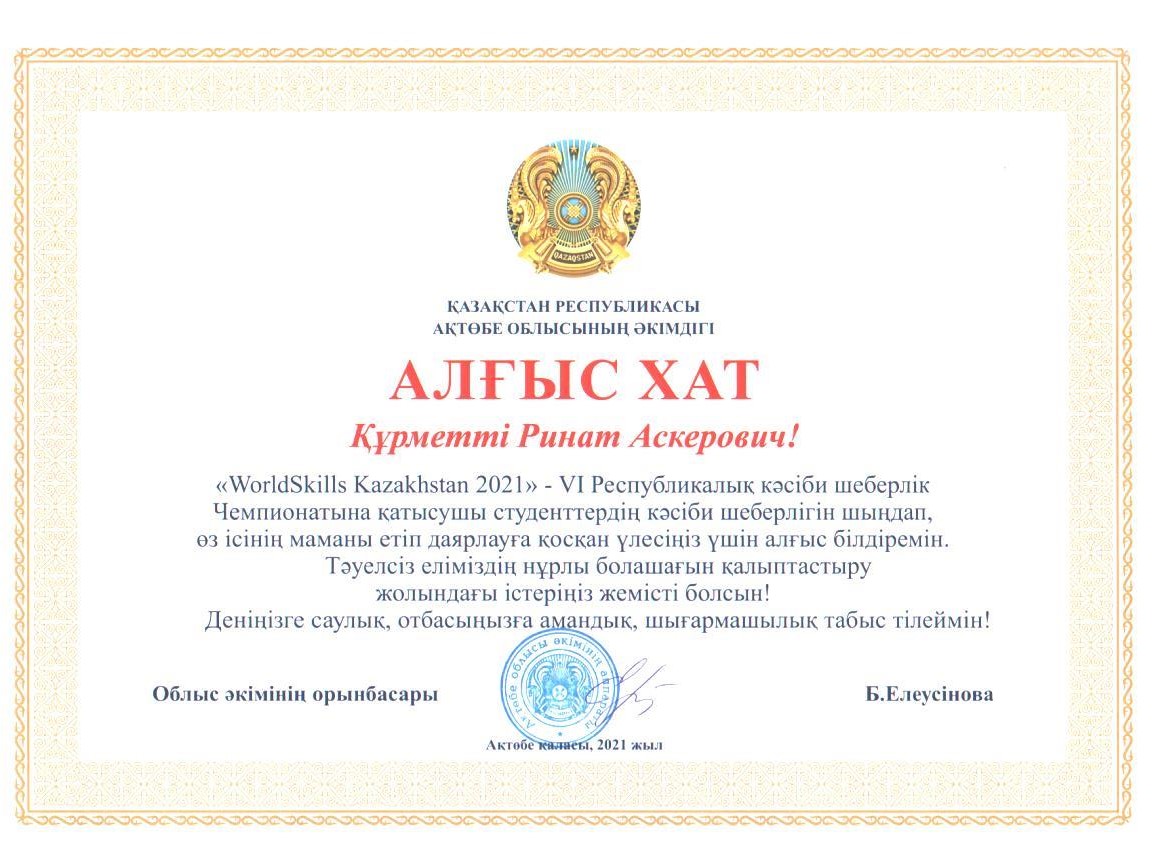 QAZAQSTAN
ҚАЗАҚСТАН РЕСПУБЛИКАСЫ
АҚТӨБЕ ОБЛЫСЫНЫҢ ӘКІМДІГІ
АЛҒЫС ХАТ
Құрметті Ринат Аскерович!
«WorldSkills Kazakhstan 2021» - VI Республикалық кәсіби шеберлік
Чемпионатына қатысушы студенттердің кәсіби шеберлігін шыңдап,
өз ісінің маманы етіп даярлауға қосқан үлесіңіз үшін алғыс білдіремін.
Тәуелсіз еліміздің нұрлы болашағын қалыптастыру
жолындағы істеріңіз жемісті болсын!
Деніңізге саулық, отбасыңызға амандық, шығармашылық табыс тілеймін!
Ақтөбе облысы әкімінің аппараты
Облыс әкімінің орынбасары
Б.Елеусінова
Ақтөбе қаласы, 2021 жыл